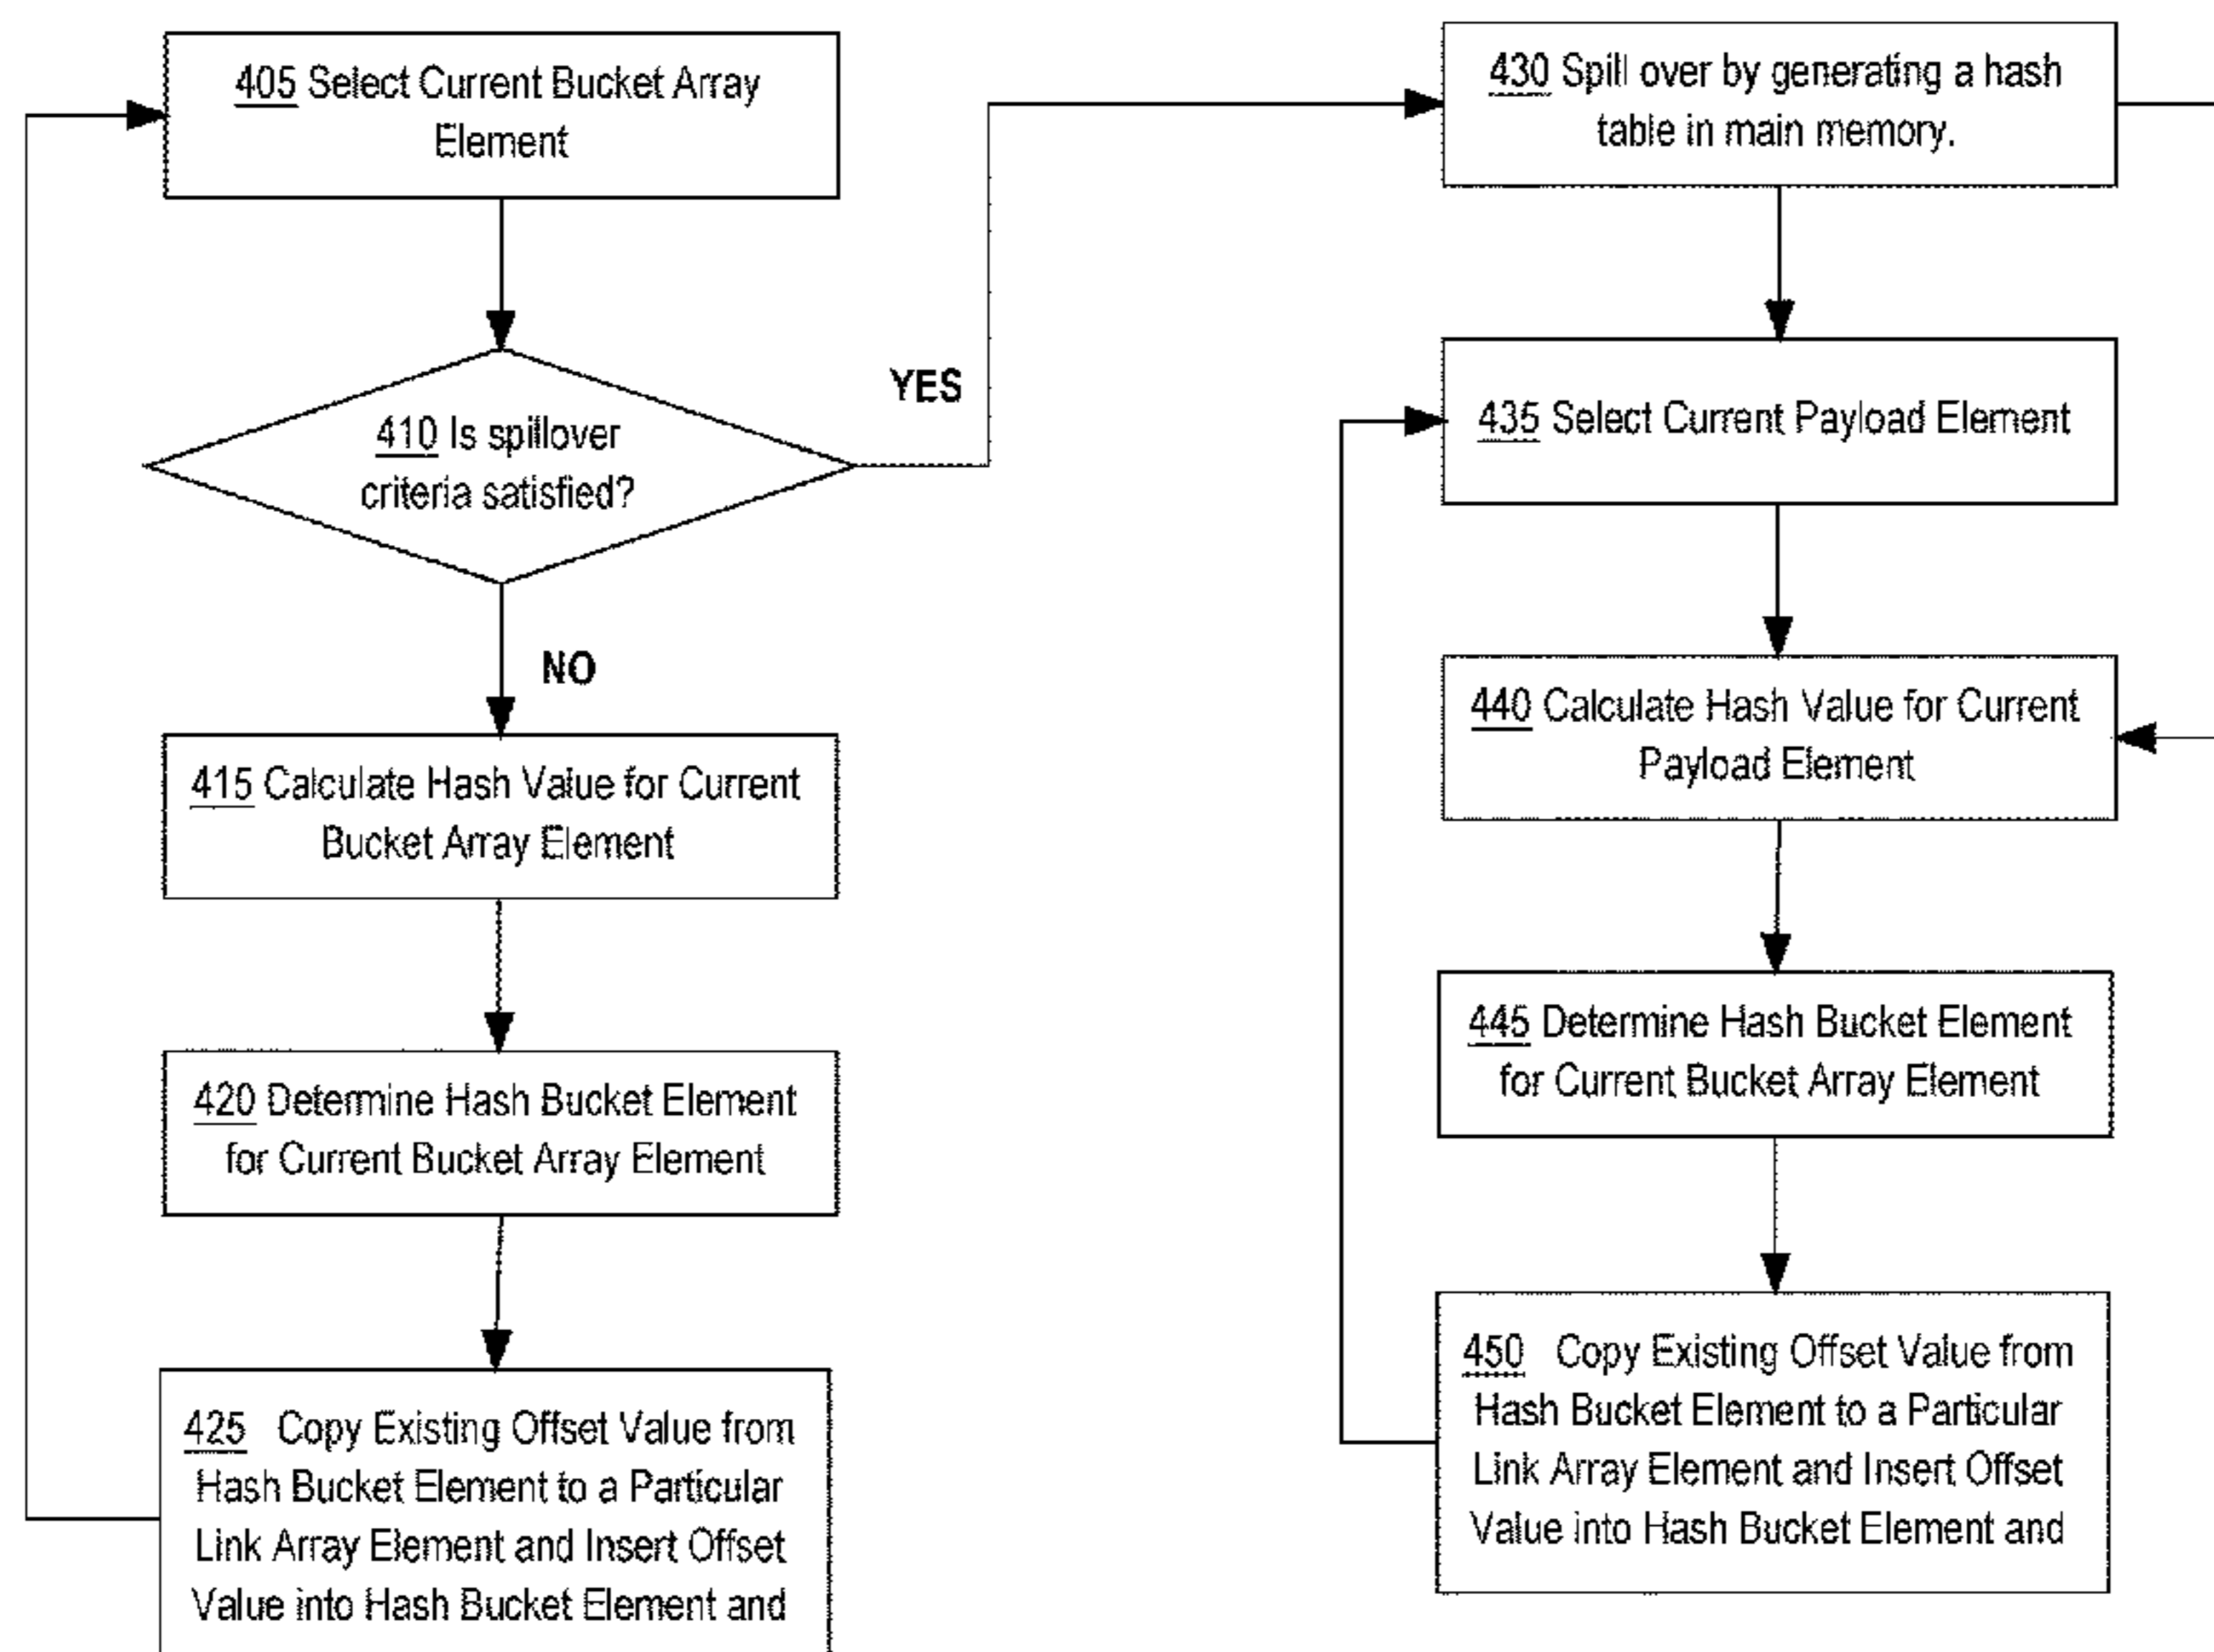 405 Select Current Bucket Array
Element
410 Is spillover
criteria satisfied?
YES
NO
415 Calculate Hash Value for Current
Bucket Array Element
420 Determine Hash Bucket Element
for Current Bucket Array Element
425 Copy Existing Offset Value from
Hash Bucket Element to a Particular
Link Array Element and Insert Offset
Value into Hash Bucket Element and
430 Spill over by generating a hash
table in main memory.
435 Select Current Payload Element
440 Calculate Hash Value for Current
Payload Element
445 Determine Hash Bucket Element
for Current Bucket Array Element
450 Copy Existing Offset Value from
Hash Bucket Element to a Particular
Link Array Element and Insert Offset
Value into Hash Bucket Element and